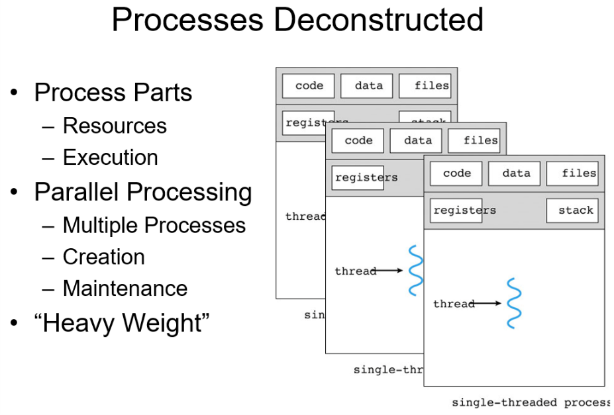 Processes Deconstructed
• Process Parts
– Resources
– Execution
• Parallel Processing
– Multiple Processes
– Creation
– Maintenance
• “Heavy Weight”
code data files
registers stack
thread
sin
code data files
registers
thread
single-thr
code data files
registers stack
thread
single-threaded process